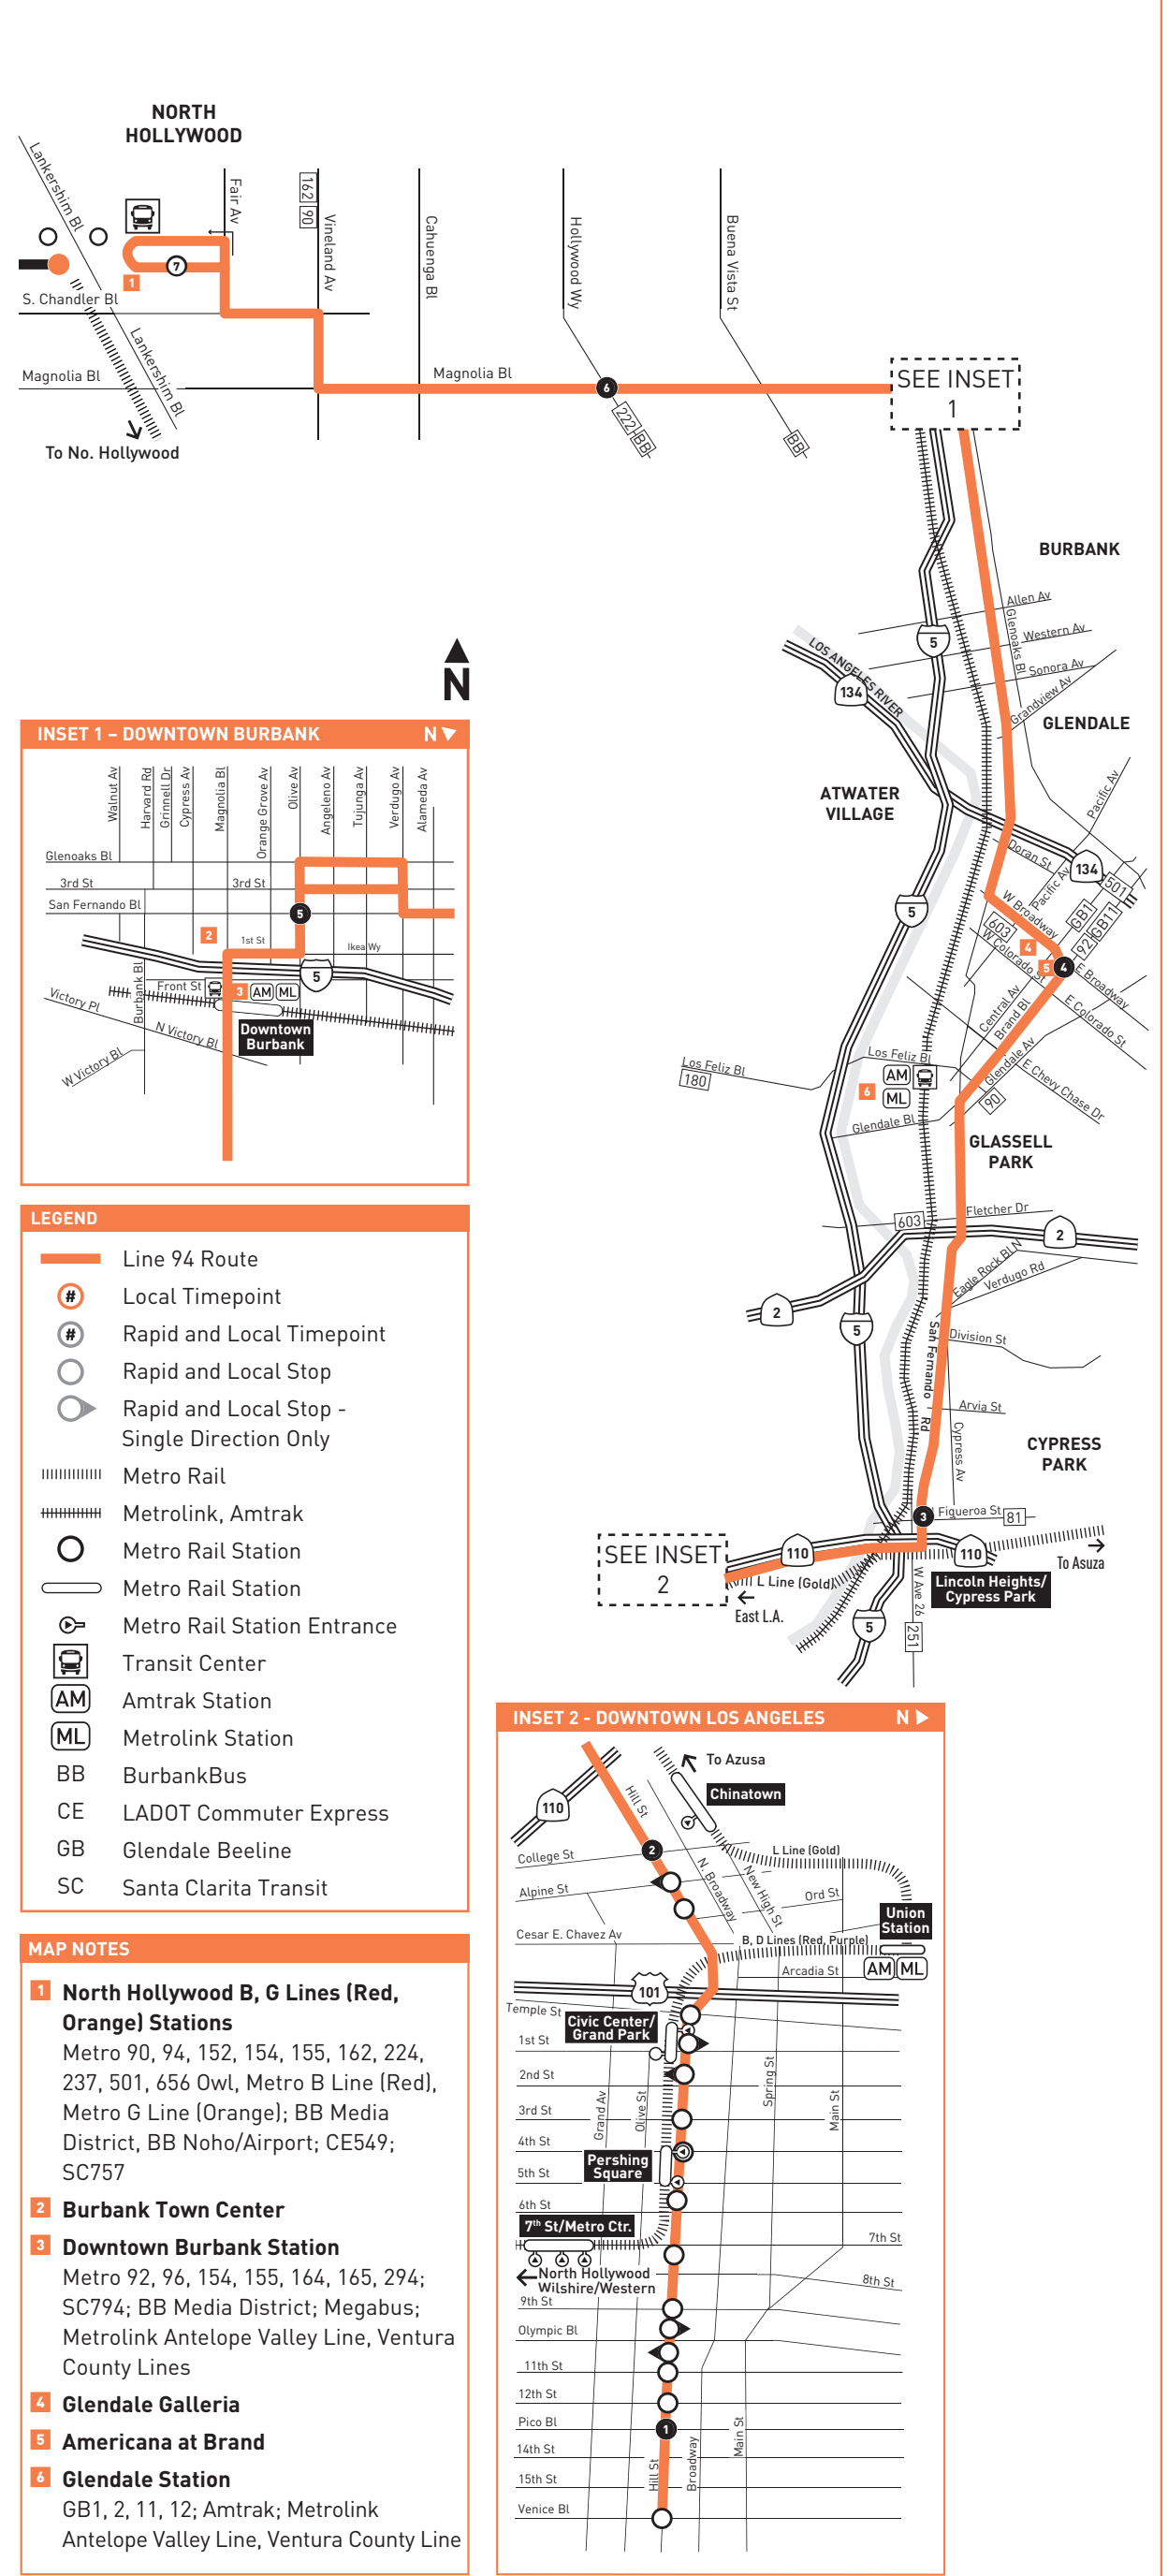 NORTH
HOLLYWOOD
Lankershim Bl
Fair Av
162
90
Vineland Av
Cahuenga Bl
Hollywood Wy
Buena Vista St
7
1
S. Chandler Bl
Lankershim Bl
Magnolia Bl
Magnolia Bl
6
222
BB
BB
To No. Hollywood
SEE INSET
1
BURBANK
Allen Av
Glenoaks Bl
Western Av
Sonora Av
Grandview Av
5
LOS ANGELES RIVER
134
GLENDALE
ATWATER
VILLAGE
Pacific Av
Doran St
134
501
Pacific Av
W Broadway
5
603
GB1
GB11
92
W Colorado St
4
5
4
E Broadway
E Colorado St
Central Av
Brand Bl
Glendale Av
E Chevy Chase Dr
Los Feliz Bl
180
Los Feliz Bl
AM
6
ML
90
Glendale Bl
GLASSELL
PARK
603
Fletcher Dr
2
Eagle Rock Bl
N Verdugo Rd
2
5
San Fernando Rd
Division St
Arvia St
Cypress Av
CYPRESS
PARK
3
Figueroa St
81
SEE INSET
2
110
110
To Asuza
L Line (Gold)
East L.A.
W Ave 26
Lincoln Heights/
Cypress Park
5
251
N
INSET 1 – DOWNTOWN BURBANK
N
Walnut Av
Harvard Rd
Grinnell Dr
Cypress Av
Magnolia Bl
Orange Grove Av
Olive Av
Angeleno Av
Tujunga Av
Verdugo Av
Alameda Av
Glenoaks Bl
3rd St
3rd St
San Fernando Bl
5
2
1st St
Ikea Wy
5
Burbank Bl
Front St
3
AM
ML
Victory Pl
N Victory Bl
Downtown
Burbank
W Victory Bl
LEGEND
Line 94 Route
# Local Timepoint
# Rapid and Local Timepoint
Rapid and Local Stop
Rapid and Local Stop -
Single Direction Only
Metro Rail
Metrolink, Amtrak
Metro Rail Station
Metro Rail Station
Metro Rail Station Entrance
Transit Center
AM Amtrak Station
ML Metrolink Station
BB BurbankBus
CE LADOT Commuter Express
GB Glendale Beeline
SC Santa Clarita Transit
MAP NOTES
1 North Hollywood B, G Lines (Red,
Orange) Stations
Metro 90, 94, 152, 154, 155, 162, 224,
237, 501, 656 Owl, Metro B Line (Red),
Metro G Line (Orange); BB Media
District, BB Noho/Airport; CE549;
SC757
2 Burbank Town Center
3 Downtown Burbank Station
Metro 92, 96, 154, 155, 164, 165, 294;
SC794; BB Media District; Megabus;
Metrolink Antelope Valley Line, Ventura
County Lines
4 Glendale Galleria
5 Americana at Brand
6 Glendale Station
GB1, 2, 11, 12; Amtrak; Metrolink
Antelope Valley Line, Ventura County Line
INSET 2 - DOWNTOWN LOS ANGELES
N
To Azusa
Chinatown
110
Hill St
College St
2
L Line (Gold)
N. Broadway
New High St
Alpine St
Ord St
Union
Station
Cesar E. Chavez Av
B, D Lines (Red, Purple)
Arcadia St
AM
ML
101
Temple St
Civic Center/
Grand Park
1st St
2nd St
Spring St
3rd St
Grand Av
Olive St
Main St
4th St
Pershing
Square
5th St
6th St
7th St/Metro Ctr.
7th St
North Hollywood
Wilshire/Western
8th St
9th St
Olympic Bl
11th St
12th St
Pico Bl
1
14th St
Main St
Hill St
Broadway
15th St
Venice Bl